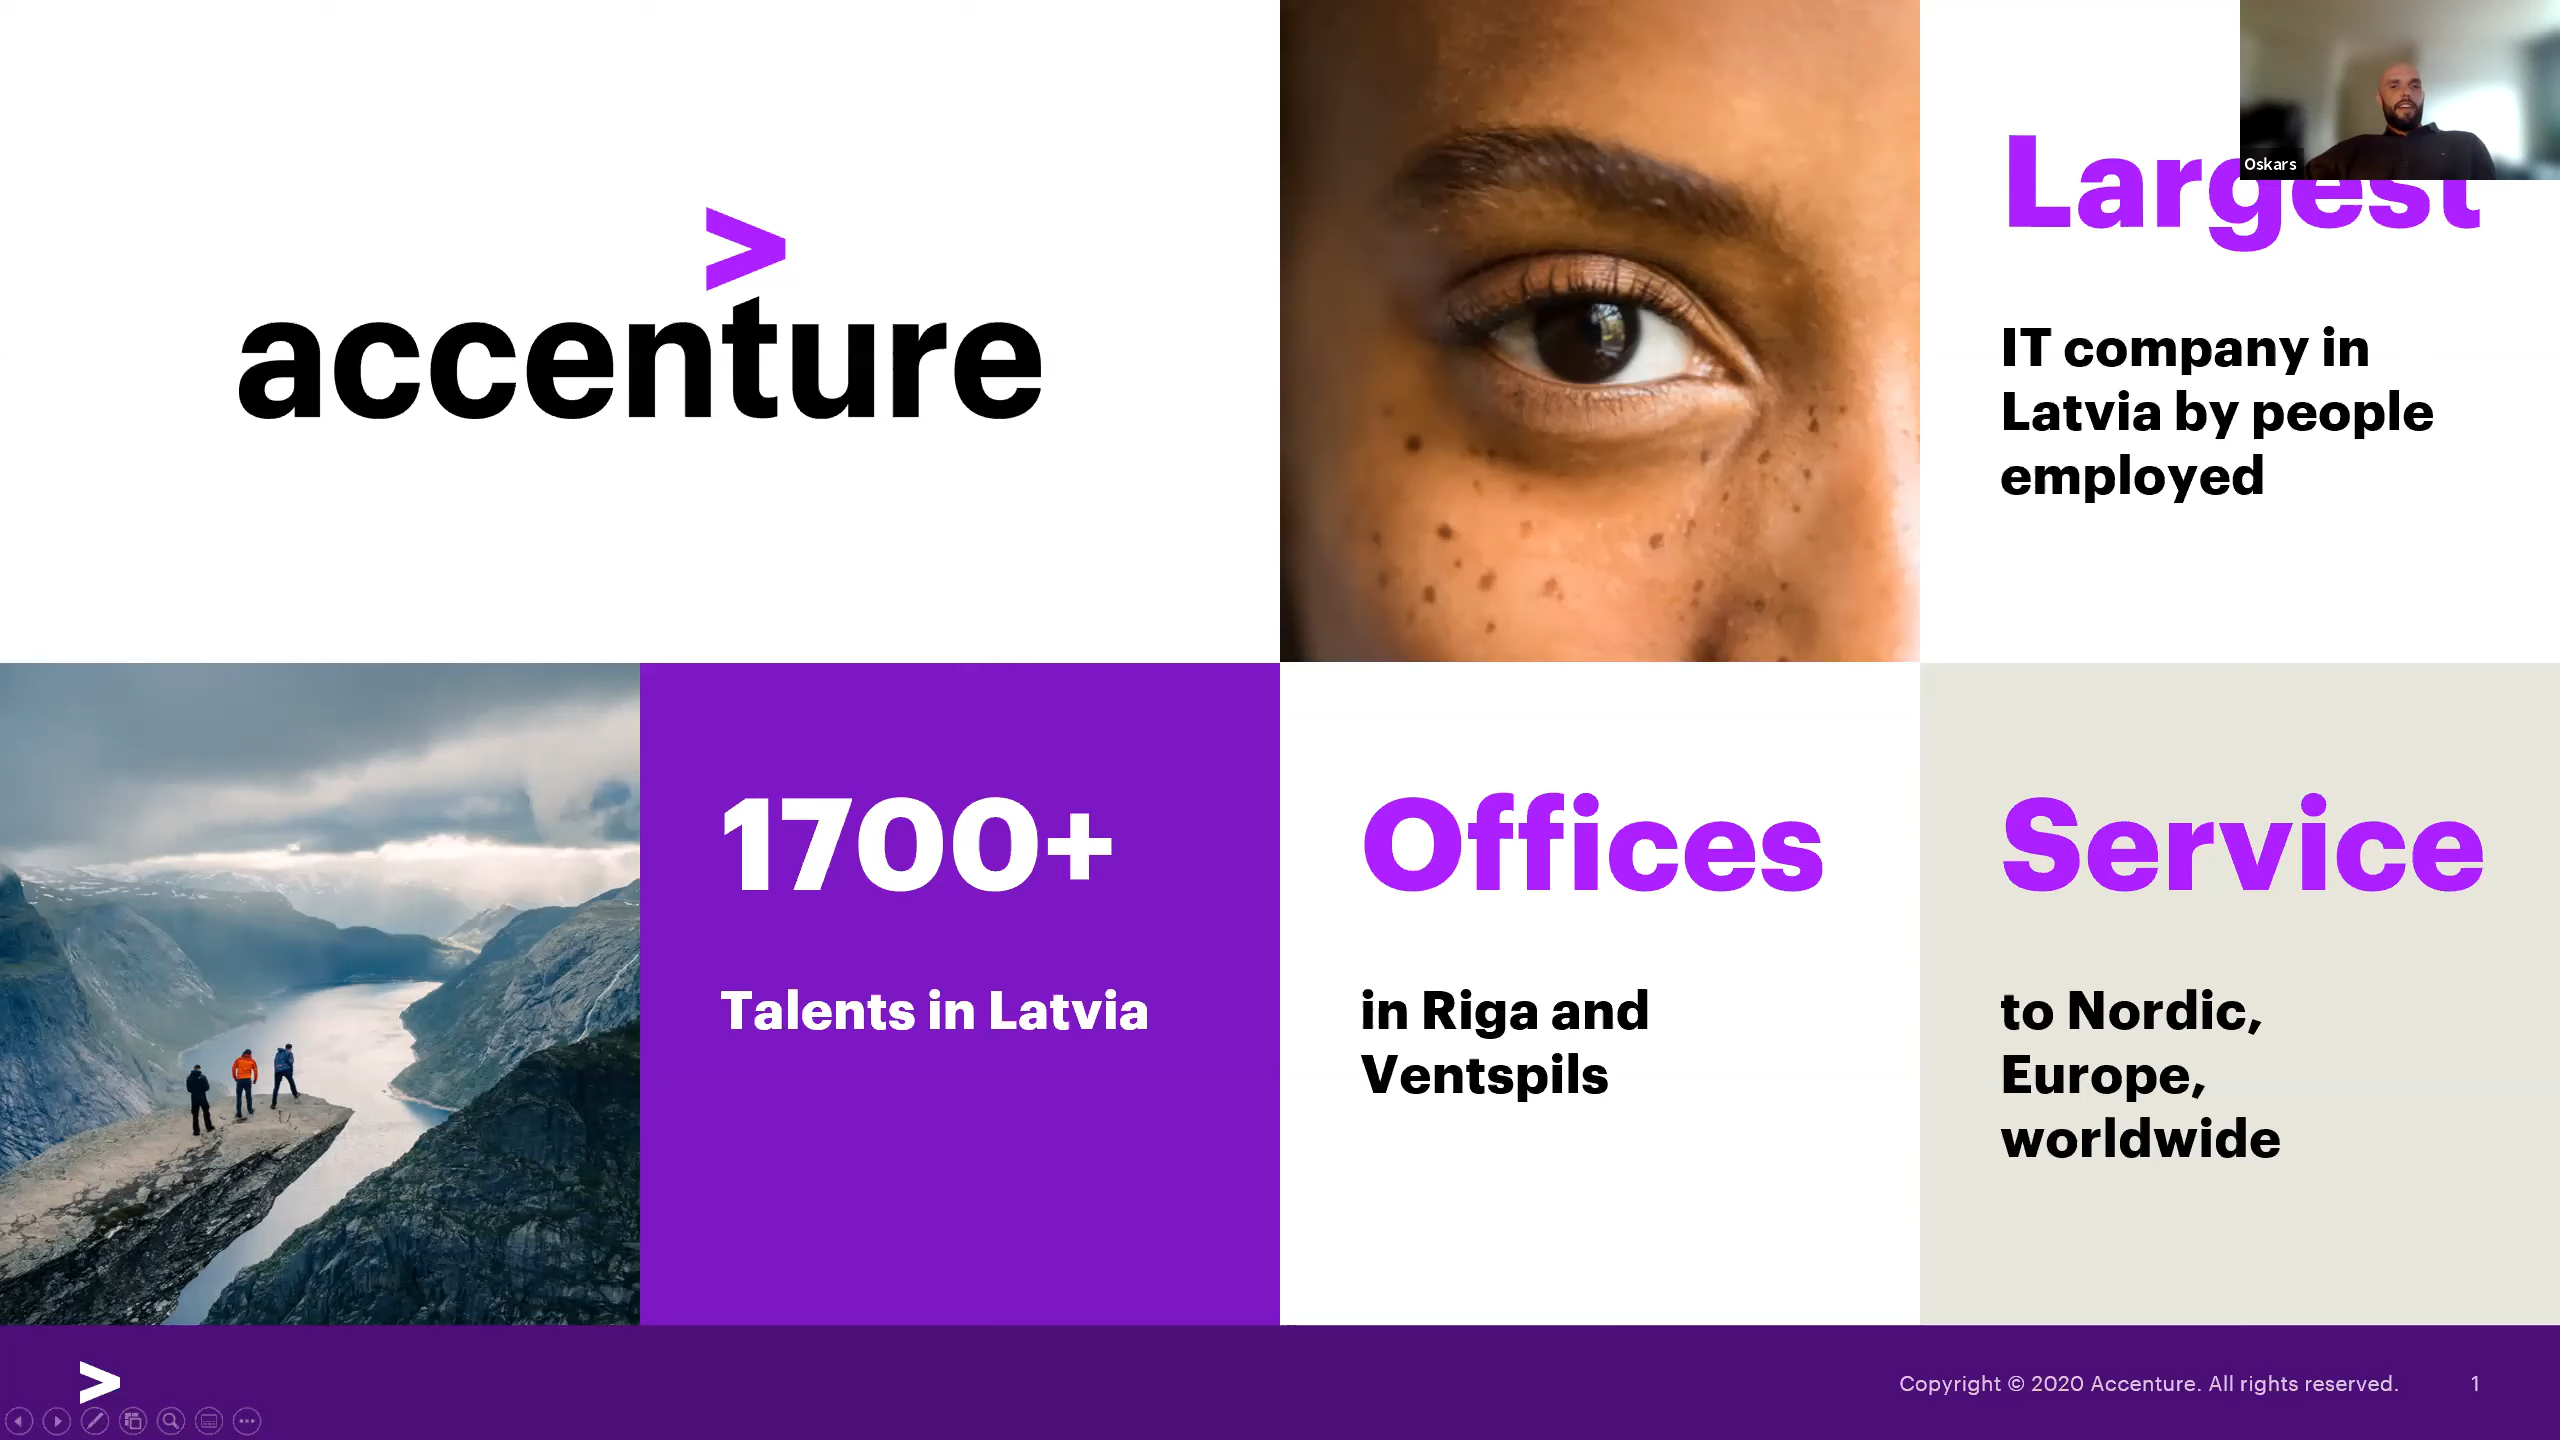 >
accenture
Largest
IT company in
Latvia by people
employed
Oskars
1700+
Talents in Latvia
Offices
in Riga and
Ventspils
Service
to Nordic,
Europe,
worldwide
>
Copyright © 2020 Accenture. All rights reserved.
1